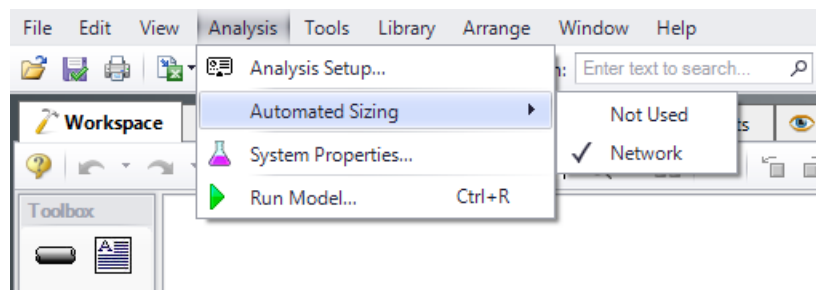 File Edit View Analysis Tools Library Arrange Window Help
Analysis Setup... Enter text to search...
Workspace Automated Sizing Not Used
System Properties... Network
Toolbox Run Model... Ctrl+R
A